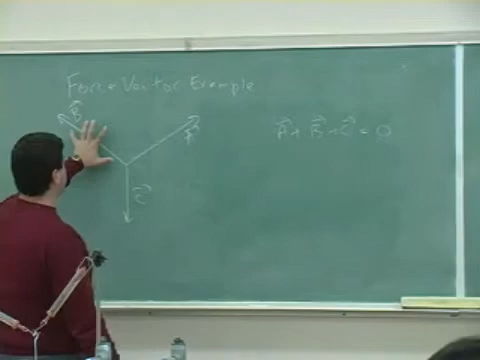 Force Vector Example
B⃗
A⃗
A⃗ + B⃗ + C⃗ = 0
C⃗